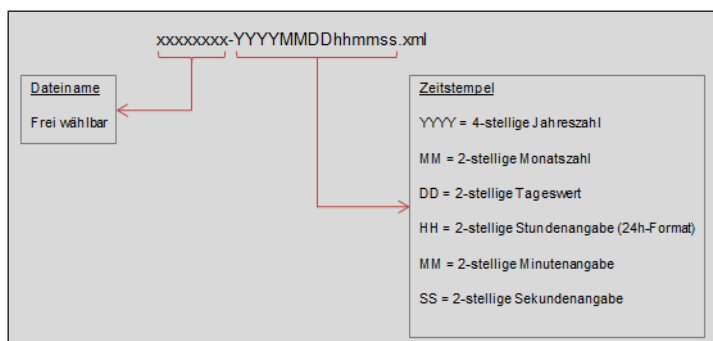 xxxxxxxx-YYYYMMDDhhmmss.xml
Dateiname
Frei wählbar
Zeitstempel
YYYY = 4-stellige Jahreszahl
MM = 2-stellige Monatszahl
DD = 2-stellige Tageswert
HH = 2-stellige Stundenangabe (24h-Format)
MM = 2-stellige Minutenangabe
SS = 2-stellige Sekundenangabe